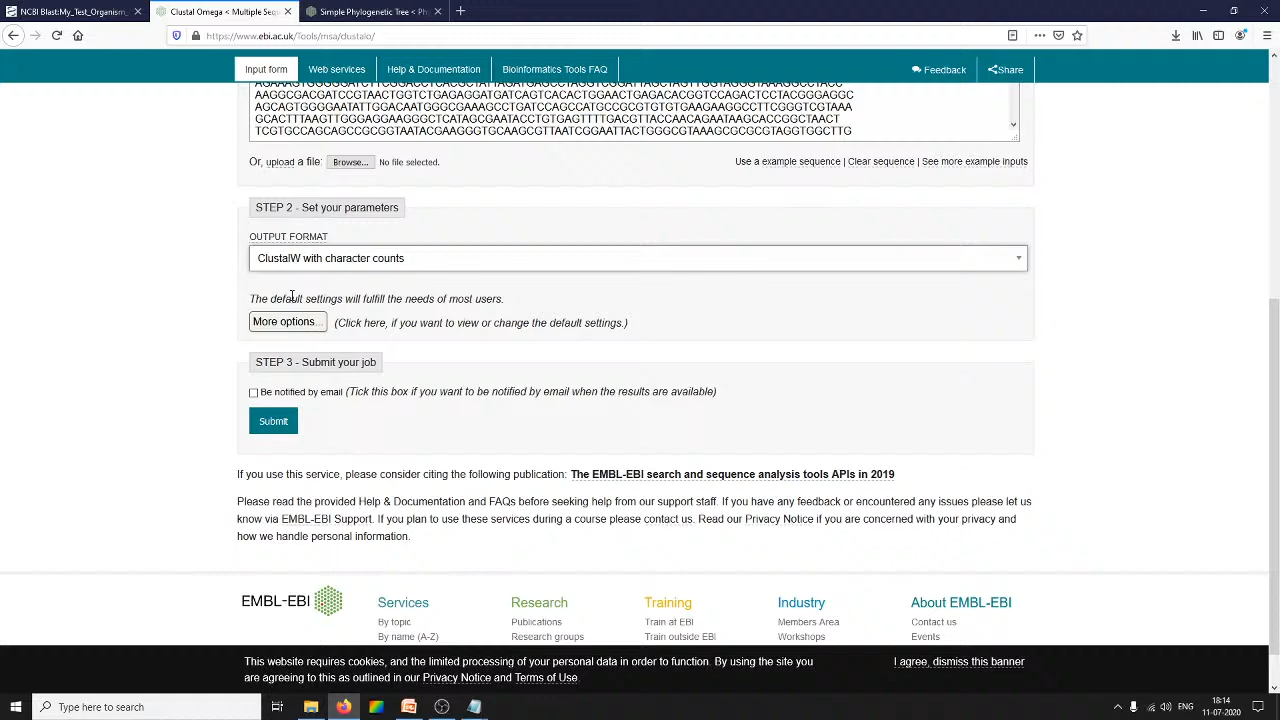 NCBI Blast:My_Test_Organism_
Clustal Omega < Multiple Sequ
Simple Phylogenetic Tree < Ph
https://www.ebi.ac.uk/Tools/msa/clustalo/
Input form
Web services
Help & Documentation
Bioinformatics Tools FAQ
Feedback
Share
AAGGCGACGATCCGTAACTGGTCTGAGAGGATGATCAGTCACACTGGAACTGAGACACGGTCCAGACTCCTACGGGAGGC
AGCAGTGGGGAATATTGGACAATGGGCGAAAGCCTGATCCAGCCATGCCGCGTGTGTGAAGAAGGCCTTCGGGTCGTAAA
GCACTTTAAGTTGGGAGGAAGGGCTCATAGCGAATACCTGTGAGTTTTGACGTTACCAACAGAATAAGCACCGGCTAACT
TCGTGCCAGCAGCCGCGGTAATACGAAGGGTGCAAGCGTTAATCGGAATTACTGGGCGTAAAGCGCGCGTAGGTGGCTTG
Or, upload a file: Browse... No file selected.
Use a example sequence | Clear sequence | See more example inputs
STEP 2 - Set your parameters
OUTPUT FORMAT
ClustalW with character counts
The default settings will fulfill the needs of most users.
More options... (Click here, if you want to view or change the default settings.)
STEP 3 - Submit your job
Be notified by email (Tick this box if you want to be notified by email when the results are available)
Submit
If you use this service, please consider citing the following publication: The EMBL-EBI search and sequence analysis tools APIs in 2019
Please read the provided Help & Documentation and FAQs before seeking help from our support staff. If you have any feedback or encountered any issues please let us
know via EMBL-EBI Support. If you plan to use these services during a course please contact us. Read our Privacy Notice if you are concerned with your privacy and
how we handle personal information.
EMBL-EBI
Services
Research
Training
Industry
About EMBL-EBI
By topic
Publications
Train at EBI
Members Area
Contact us
By name (A-Z)
Research groups
Train outside EBI
Workshops
Events
This website requires cookies, and the limited processing of your personal data in order to function. By using the site you
are agreeing to this as outlined in our Privacy Notice and Terms of Use.
I agree, dismiss this banner
Type here to search
18:14
11-07-2020